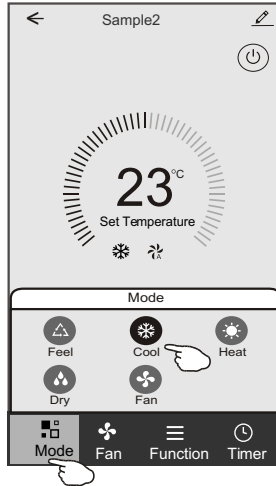 Sample2
23°C
Set Temperature
A
Mode
Feel Cool Heat
Dry Fan
Mode Fan Function Timer